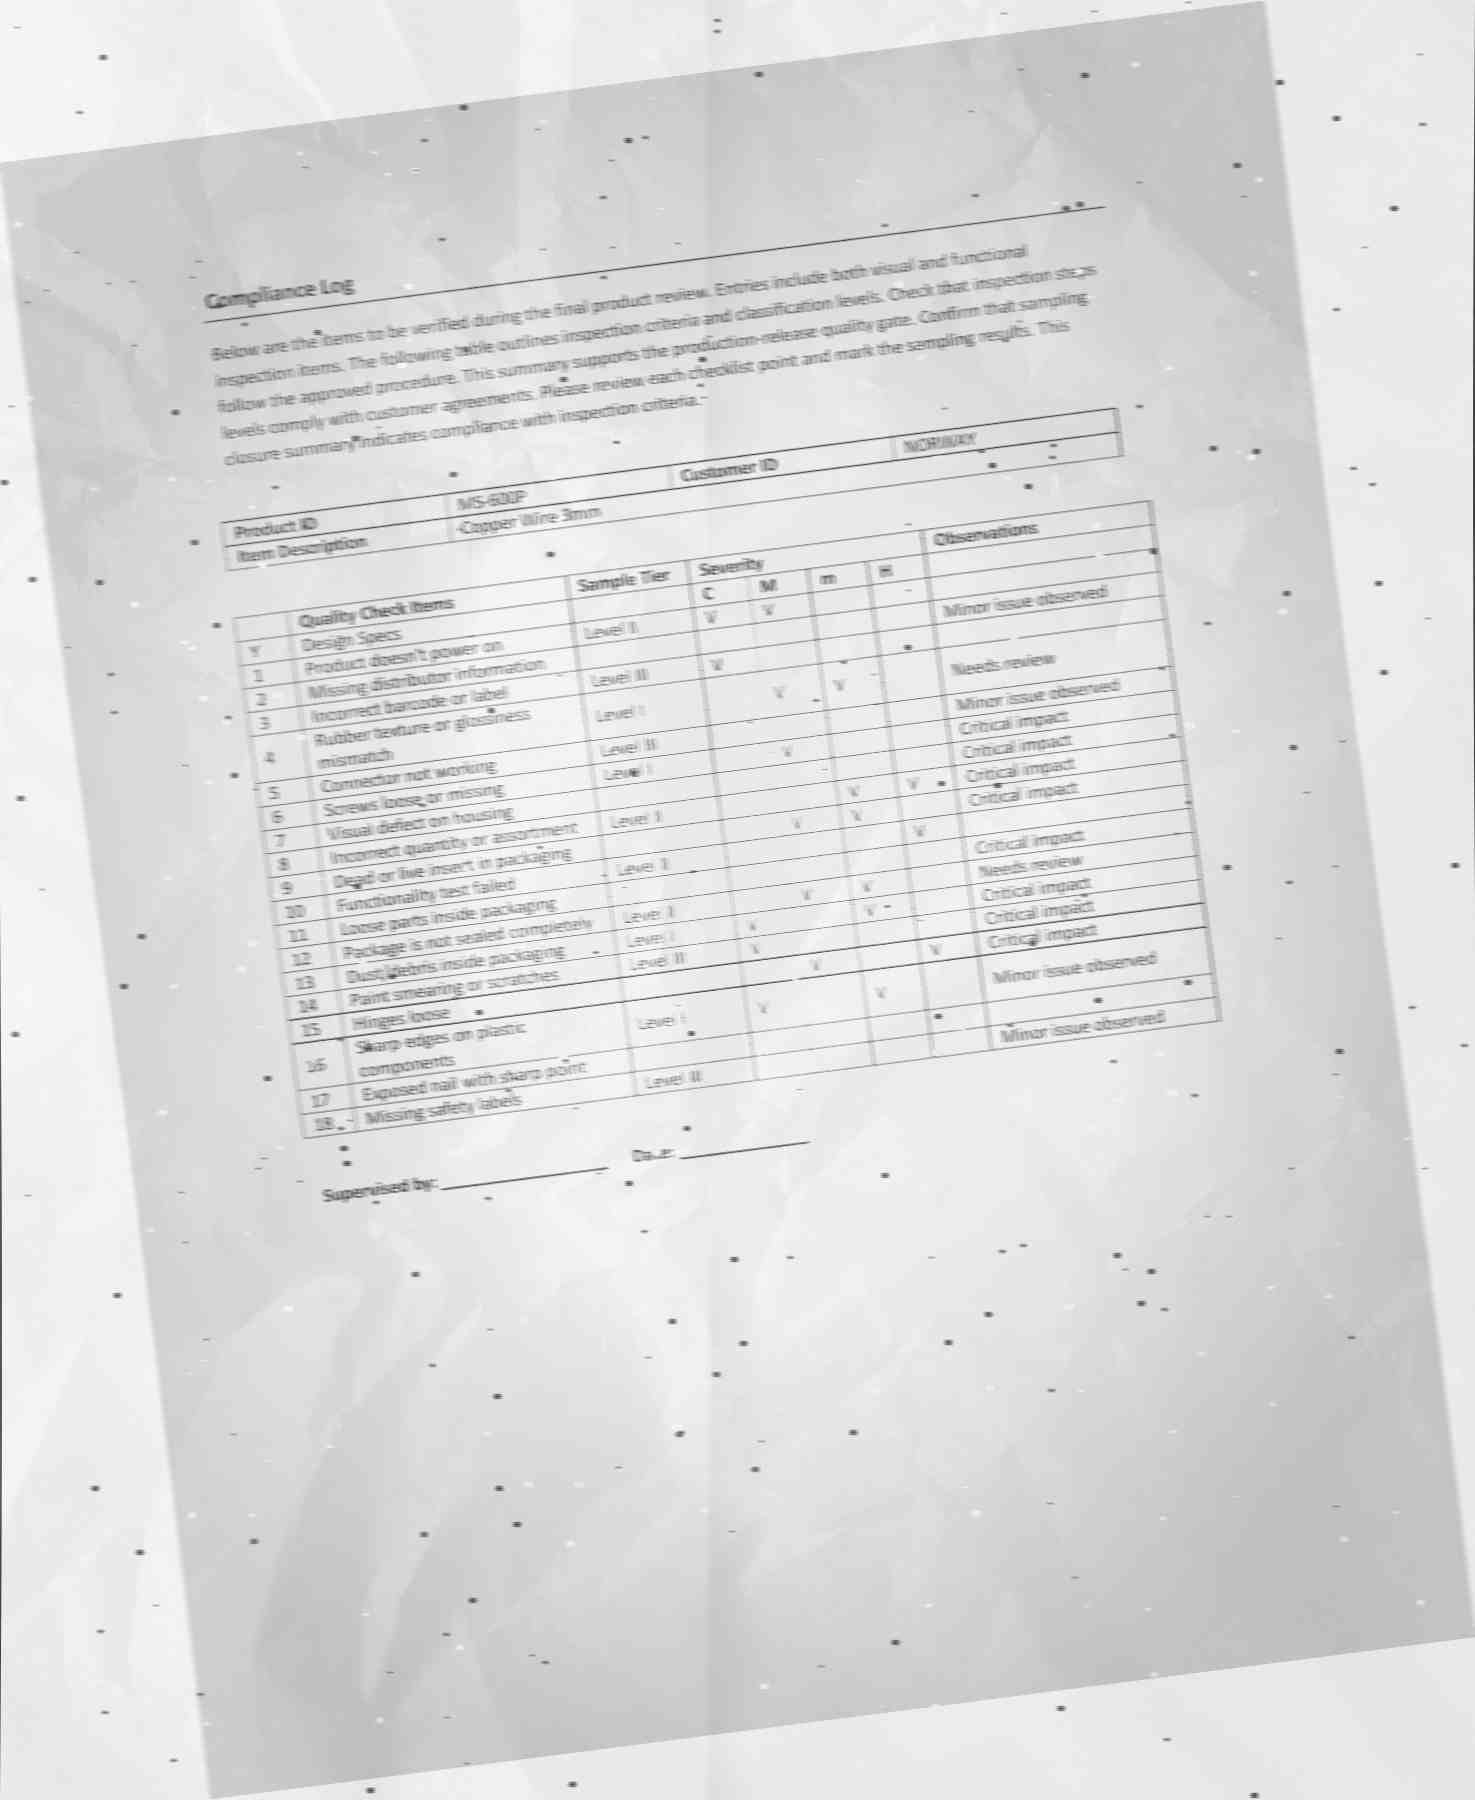 Compliance Log
Below are the items to be verified during the final product review. Entries include both visual and functional
inspection items. The following table outlines inspection criteria and classification levels. Check that inspection steps
follow the approved procedure. This summary supports the production-release quality gate. Confirm that sampling
levels comply with customer agreements. Please review each checklist point and mark the sampling results. This
closure summary indicates compliance with inspection criteria.
Product ID MS-600P Customer ID NORWAY
Item Description Copper Wire 3mm
Quality Check Items Sample Tier Severity Observations
Y Design Specs C M m H
1 Product doesn't power on Level II V V
2 Missing distributor information Minor issue observed
3 Incorrect barcode or label Level III V
4 Rubber texture or glossiness Level I V V Needs review
mismatch
5 Connector not working Level III Minor issue observed
6 Screws loose or missing Level I V Critical impact
7 Visual defect on housing Critical impact
8 Incorrect quantity or assortment Level II V V Critical impact
9 Dead or live insert in packaging V V Critical impact
10 Functionality test failed Level II V
11 Loose parts inside packaging Critical impact
12 Package is not sealed completely Level II V V Needs review
13 Dust/debris inside packaging Level I V V Critical impact
14 Paint smearing or scratches Level III V Critical impact
15 Hinges loose V V Critical impact
16 Sharp edges on plastic Level I V V Minor issue observed
components
17 Exposed nail with sharp point
18 Missing safety labels Level III Minor issue observed
Supervised by: Date: